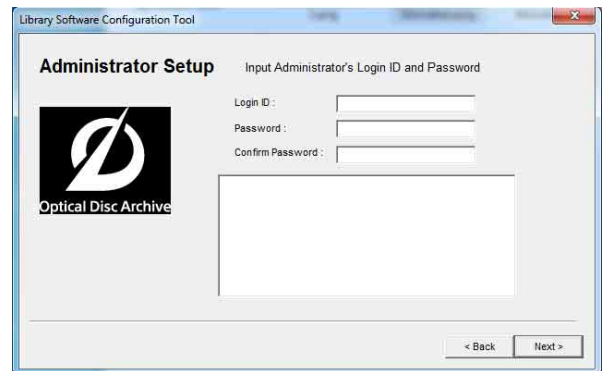 Library Software Configuration Tool
Administrator Setup
Input Administrator's Login ID and Password
Login ID :
Password :
Confirm Password :
Optical Disc Archive
< Back
Next >